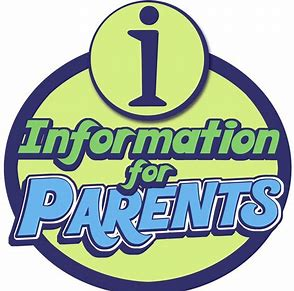 i
Information
for
PARENTS